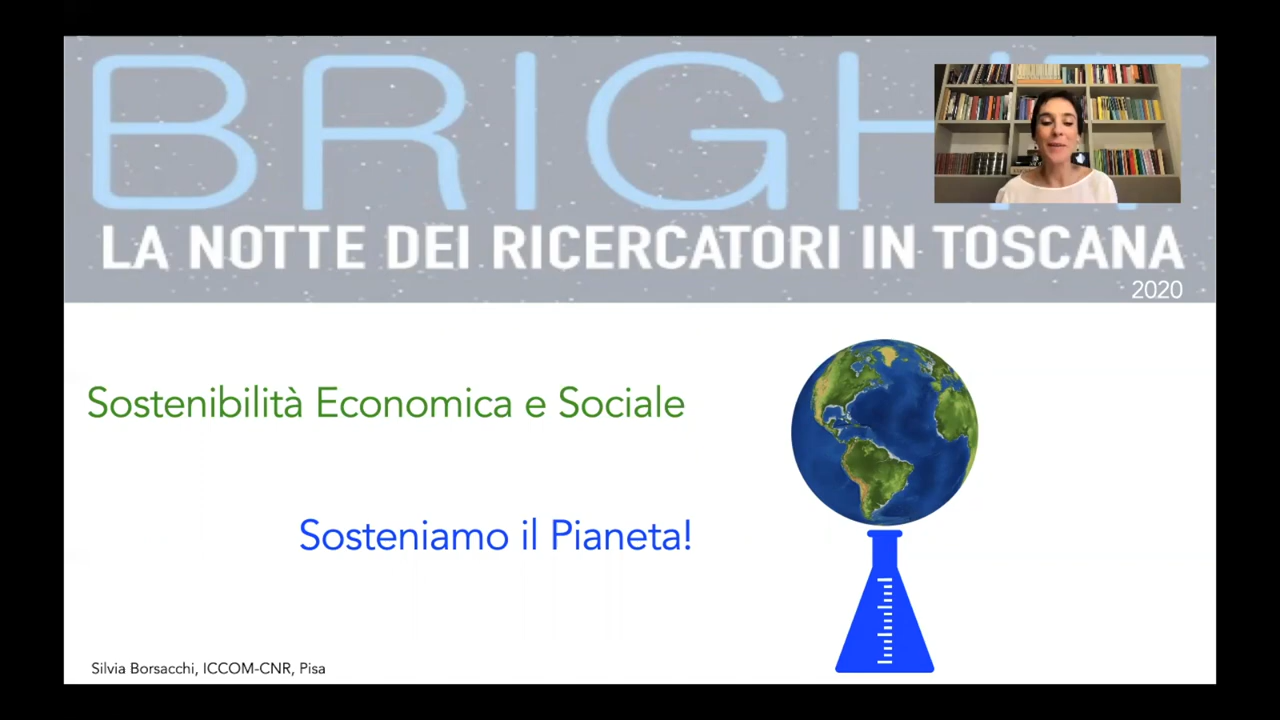 BRIGHT
LA NOTTE DEI RICERCATORI IN TOSCANA
2020
Sostenibilità Economica e Sociale
Sosteniamo il Pianeta!
Silvia Borsacchi, ICCOM-CNR, Pisa